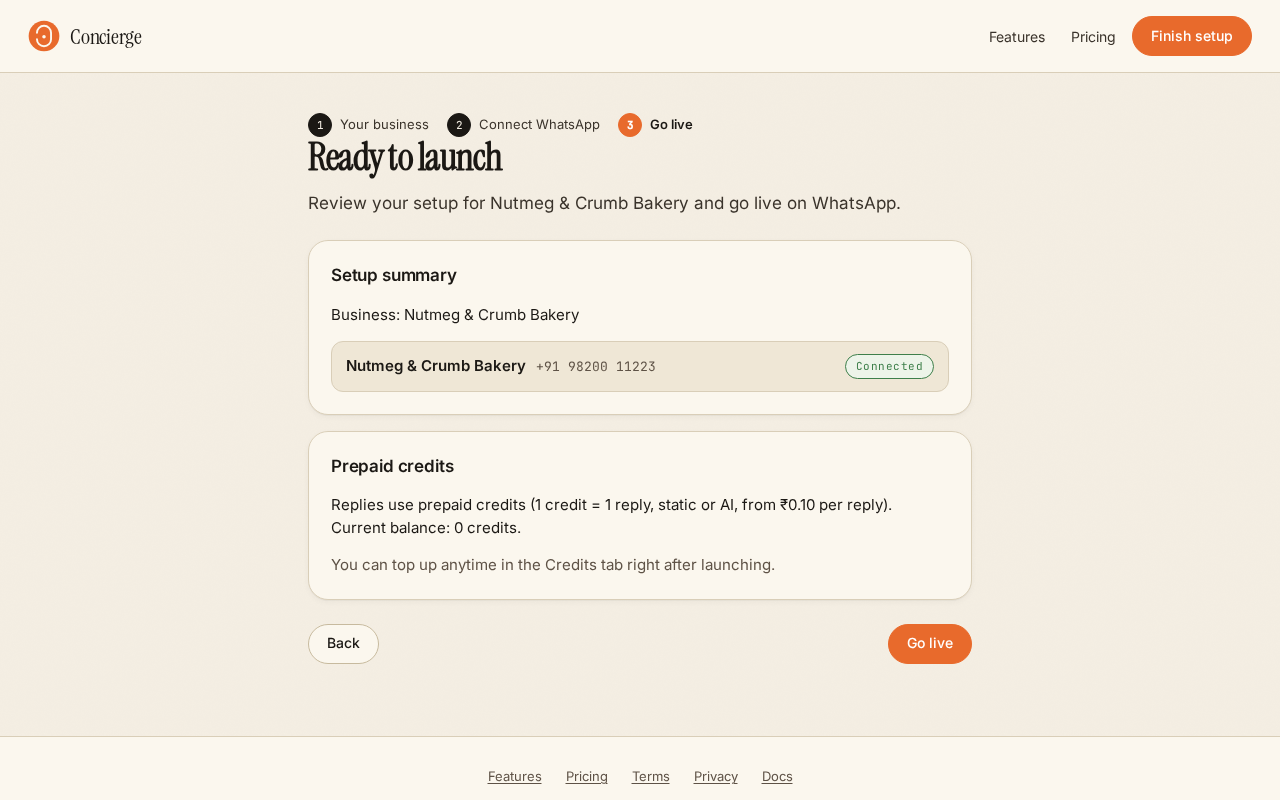 Concierge
Features
Pricing
Finish setup
1 Your business
2 Connect WhatsApp
3 Go live
Ready to launch
Review your setup for Nutmeg & Crumb Bakery and go live on WhatsApp.
Setup summary
Business: Nutmeg & Crumb Bakery
Nutmeg & Crumb Bakery +91 98200 11223
Connected
Prepaid credits
Replies use prepaid credits (1 credit = 1 reply, static or AI, from ₹0.10 per reply).
Current balance: 0 credits.
You can top up anytime in the Credits tab right after launching.
Back
Go live
Features
Pricing
Terms
Privacy
Docs